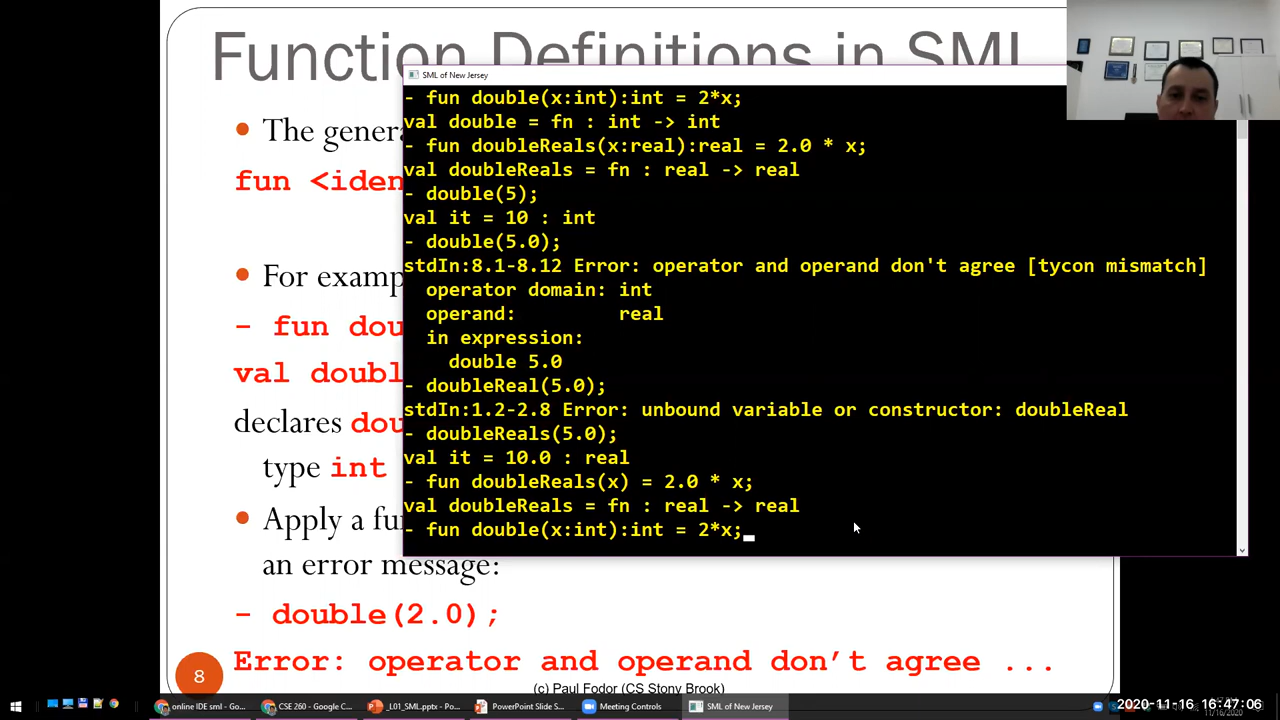 Function Definitions in SML
SML of New Jersey
- fun double(x:int):int = 2*x;
val double = fn : int -> int
- fun doubleReals(x:real):real = 2.0 * x;
val doubleReals = fn : real -> real
- double(5);
val it = 10 : int
- double(5.0);
stdIn:8.1-8.12 Error: operator and operand don't agree [tycon mismatch]
operator domain: int
operand: real
in expression:
double 5.0
- doubleReal(5.0);
stdIn:1.2-2.8 Error: unbound variable or constructor: doubleReal
- doubleReals(5.0);
val it = 10.0 : real
- fun doubleReals(x) = 2.0 * x;
val doubleReals = fn : real -> real
- fun double(x:int):int = 2*x;
• The genera
fun <iden
• For examp
- fun dou
val doubl
declares dou
type int
• Apply a fu
an error message:
- double(2.0);
Error: operator and operand don’t agree ...
8
(c) Paul Fodor (CS Stony Brook)
online IDE sml - Go...
CSE 260 - Google C...
_L01_SML.pptx - Po...
PowerPoint Slide S...
Meeting Controls
SML of New Jersey
2020-11-16 16:47:06